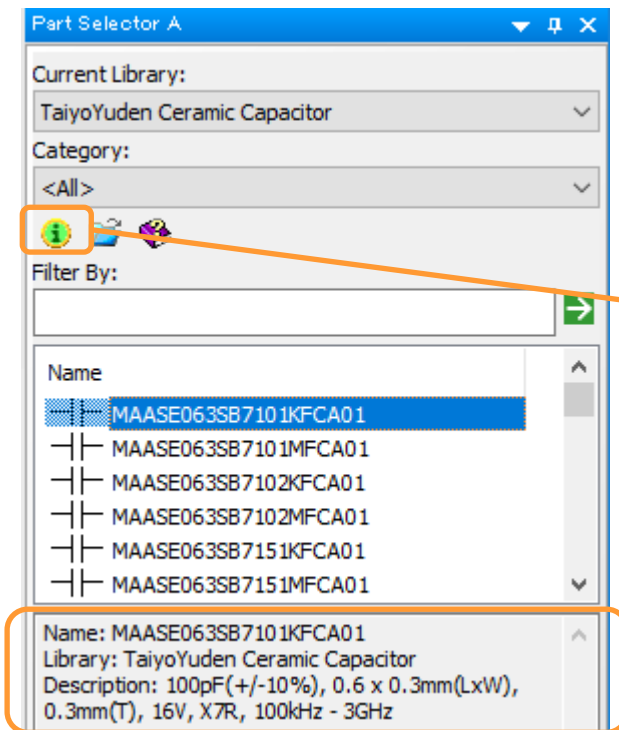 Part Selector A
Current Library:
TaiyoYuden Ceramic Capacitor
Category:
<All>
Filter By:
Name
MAASE063SB7101KFCA01
MAASE063SB7101MFCA01
MAASE063SB7102KFCA01
MAASE063SB7102MFCA01
MAASE063SB7151KFCA01
MAASE063SB7151MFCA01
Name: MAASE063SB7101KFCA01
Library: TaiyoYuden Ceramic Capacitor
Description: 100pF(+/-10%), 0.6 x 0.3mm(LxW),
0.3mm(T), 16V, X7R, 100kHz - 3GHz